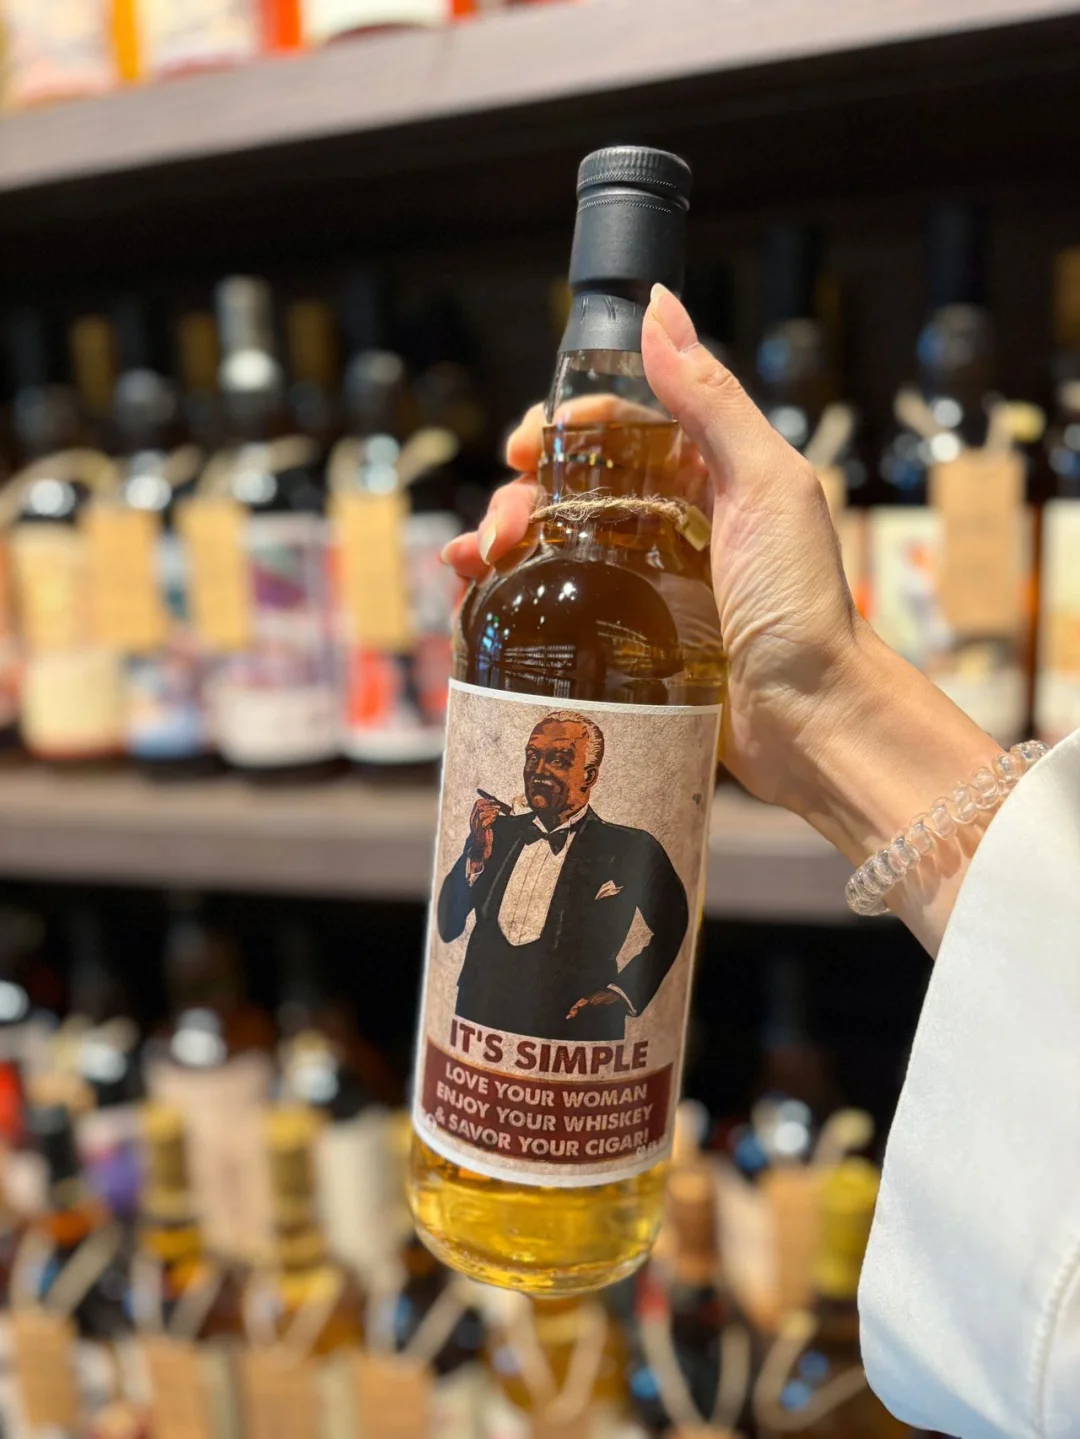 IT'S SIMPLE
LOVE YOUR WOMAN
ENJOY YOUR WHISKEY
& SAVOR YOUR CIGAR!